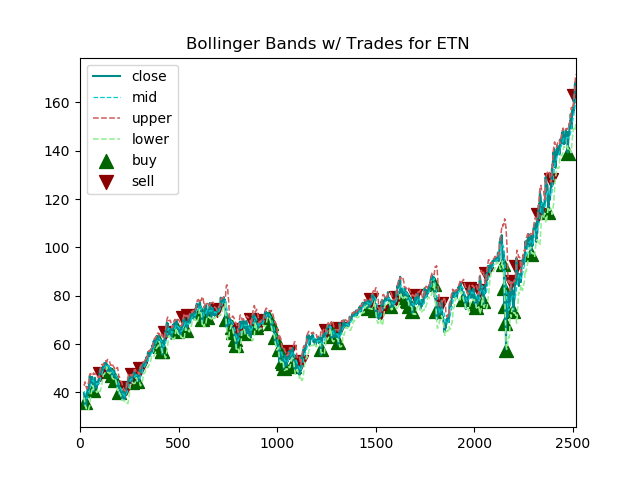 Bollinger Bands w/ Trades for ETN
close
mid
upper
lower
buy
sell
160
140
120
100
80
60
40
0 500 1000 1500 2000 2500